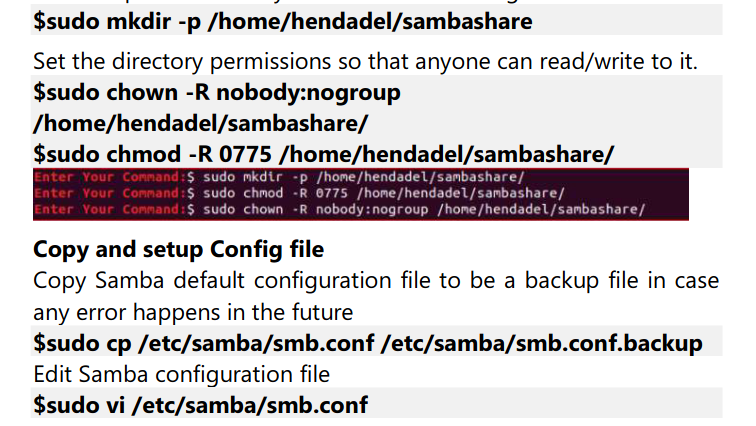 $sudo mkdir -p /home/hendadel/sambashare
Set the directory permissions so that anyone can read/write to it.
$sudo chown -R nobody:nogroup
/home/hendadel/sambashare/
$sudo chmod -R 0775 /home/hendadel/sambashare/
Enter Your Command:$ sudo mkdir -p /home/hendadel/sambashare/
Enter Your Command:$ sudo chmod -R 0775 /home/hendadel/sambashare/
Enter Your Command:$ sudo chown -R nobody:nogroup /home/hendadel/sambashare/
Copy and setup Config file
Copy Samba default configuration file to be a backup file in case
any error happens in the future
$sudo cp /etc/samba/smb.conf /etc/samba/smb.conf.backup
Edit Samba configuration file
$sudo vi /etc/samba/smb.conf